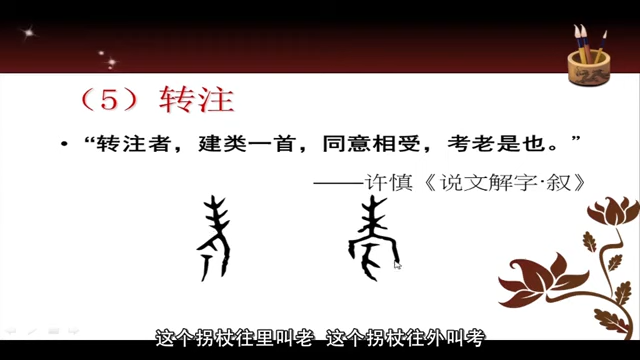 （5）转注
• “转注者，建类一首，同意相受，考老是也。”
——许慎《说文解字·叙》
这个拐杖往里叫老 这个拐杖往外叫考